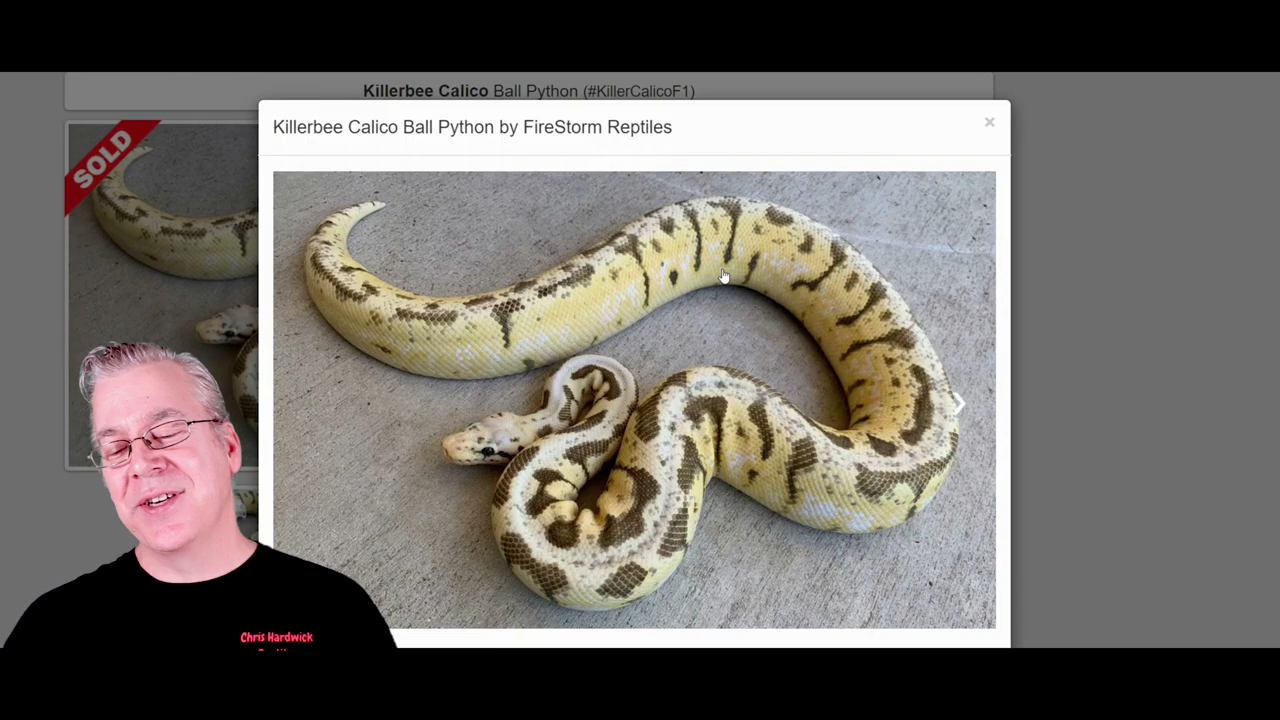 Killerbee Calico Ball Python (#KillerCalicoF1)
SOLD
Killerbee Calico Ball Python by FireStorm Reptiles
×
Chris Hardwick